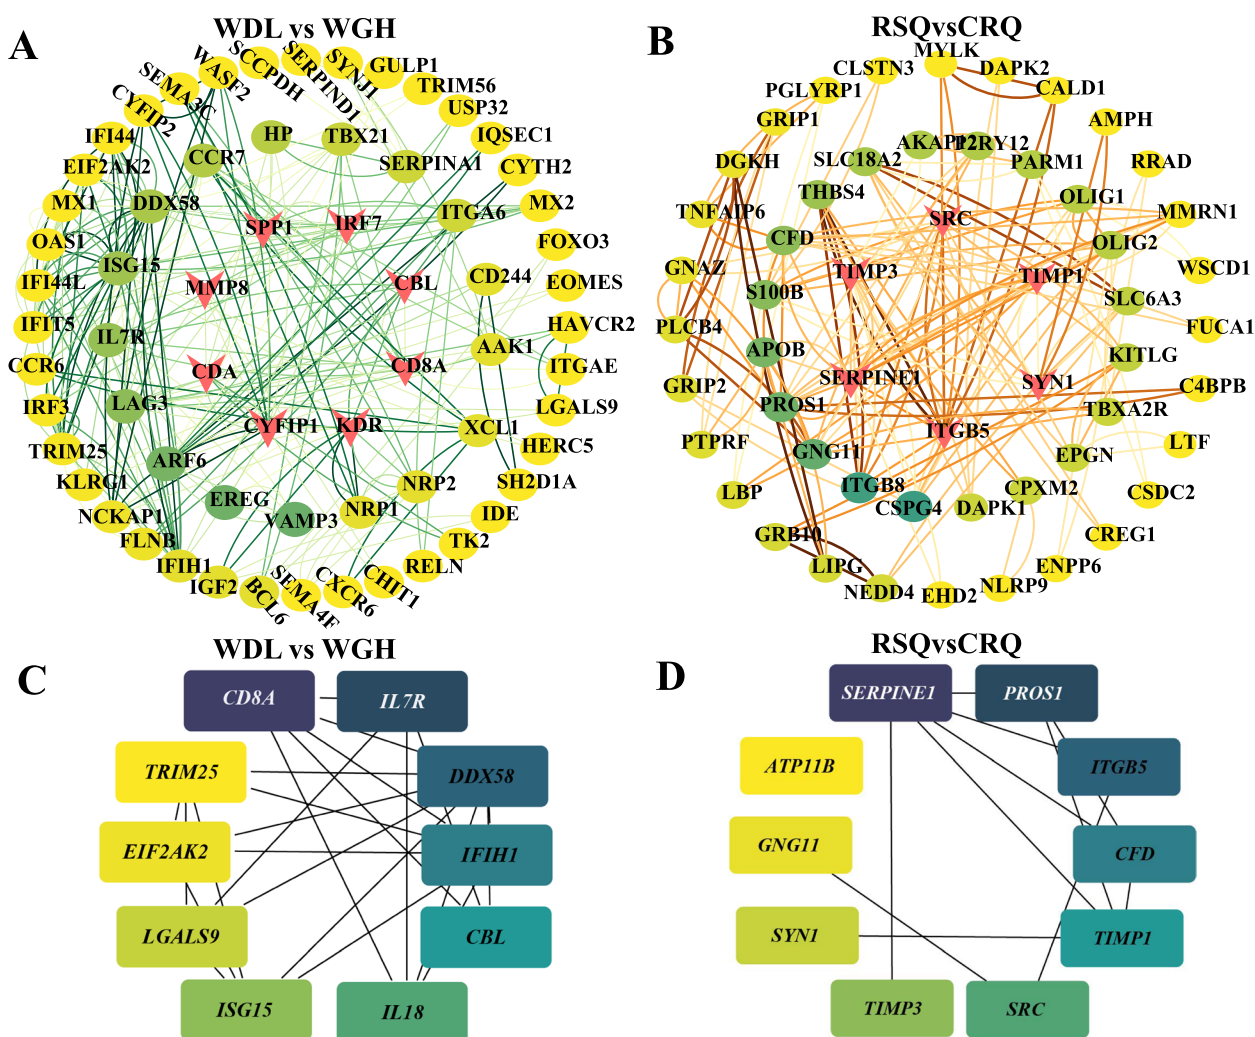 A
WDL vs WGH
WASF2
SCCPDH
SERPIND1
SYNJ1
GULP1
SEMA3C
TRIM56
CYFIP2
USP32
IFI44
HP
TBX21
IQSEC1
EIF2AK2
CCR7
SERPINA1
CYTH2
MX1
DDX58
ITGA6
MX2
SPP1
IRF7
OAS1
FOXO3
ISG15
CD244
IFI44L
MMP8
CBL
EOMES
IFIT5
IL7R
HAVCR2
AAK1
CCR6
CDA
CD8A
ITGAE
IRF3
LAG3
LGALS9
CYFIP1
KDR
XCL1
TRIM25
HERC5
ARF6
KLRG1
NRP2
SH2D1A
EREG
NCKAP1
VAMP3
NRP1
IDE
FLNB
TK2
IFIH1
RELN
IGF2
BCL6
SEMA4F
CXCR6
CHIT1
B
RSQvsCRQ
MYLK
CLSTN3
DAPK2
PGLYRP1
CALD1
GRIP1
AMPH
AKAP12
P2RY12
DGKH
SLC18A2
PARM1
RRAD
THBS4
OLIG1
TNFAIP6
SRC
MMRN1
CFD
OLIG2
GNAZ
TIMP3
TIMP1
WSCD1
S100B
SLC6A3
PLCB4
FUCA1
APOB
KITLG
GRIP2
SERPINE1
SYN1
C4BPB
PROS1
TBXA2R
ITGB5
PTPRF
GNG11
EPGN
LTF
LBP
ITGB8
CPXM2
CSDC2
CSPG4
DAPK1
GRB10
CREG1
LIPG
ENPP6
NEDD4
EHD2
NLRP9
C
WDL vs WGH
CD8A
IL7R
TRIM25
DDX58
EIF2AK2
IFIH1
LGALS9
CBL
ISG15
IL18
D
RSQvsCRQ
SERPINE1
PROS1
ATP11B
ITGB5
GNG11
CFD
SYN1
TIMP1
TIMP3
SRC